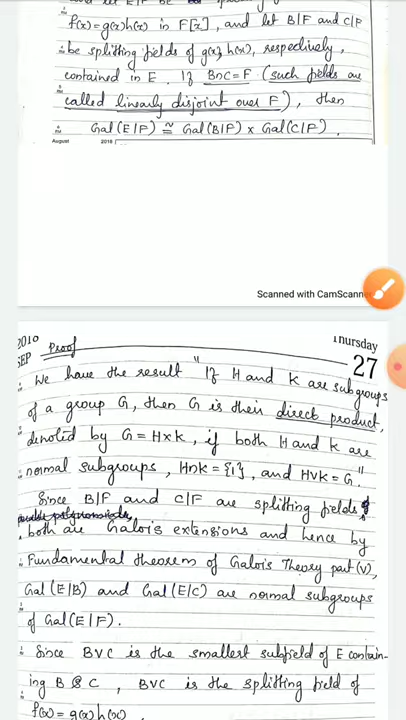 f(x)=g(x)h(x) in F[x], and let B|F and C|F
be splitting fields of g(x), h(x), respectively,
contained in E. If B∩C=F (such fields are
called linearly disjoint over F), then
Gal(E|F) ≅ Gal(B|F) × Gal(C|F).
August 2016
Scanned with CamScanner
2016
SEP
Proof
Thursday
27
We have the result "If H and K are subgroups
of a group G, then G is their direct product,
denoted by G=H×K, if both H and K are
normal subgroups, H∩K={1}, and HVK=G"
Since B|F and C|F are splitting fields of
both are Galois extensions and hence by
Fundamental theorem of Galois Theory part (V),
Gal(E|B) and Gal(E|C) are normal subgroups
of Gal(E|F).
Since BVC is the smallest subfield of E contain-
ing B & C, BVC is the splitting field of
f(x)=g(x)h(x).